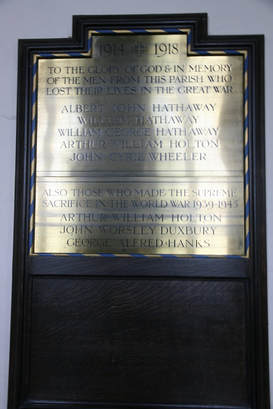 1914 1918
TO THE GLORY OF GOD & IN MEMORY
OF THE MEN FROM THIS PARISH WHO
LOST THEIR LIVES IN THE GREAT WAR
ALBERT JOHN HATHAWAY
WILLIAM HATHAWAY
WILLIAM GEORGE HATHAWAY
ARTHUR WILLIAM HOLTON
JOHN CYRIL WHEELER
ALSO THOSE WHO MADE THE SUPREME
SACRIFICE IN THE WORLD WAR 1939-1945
ARTHUR WILLIAM HOLTON
JOHN WORSLEY DUXBURY
GEORGE ALFRED HANKS